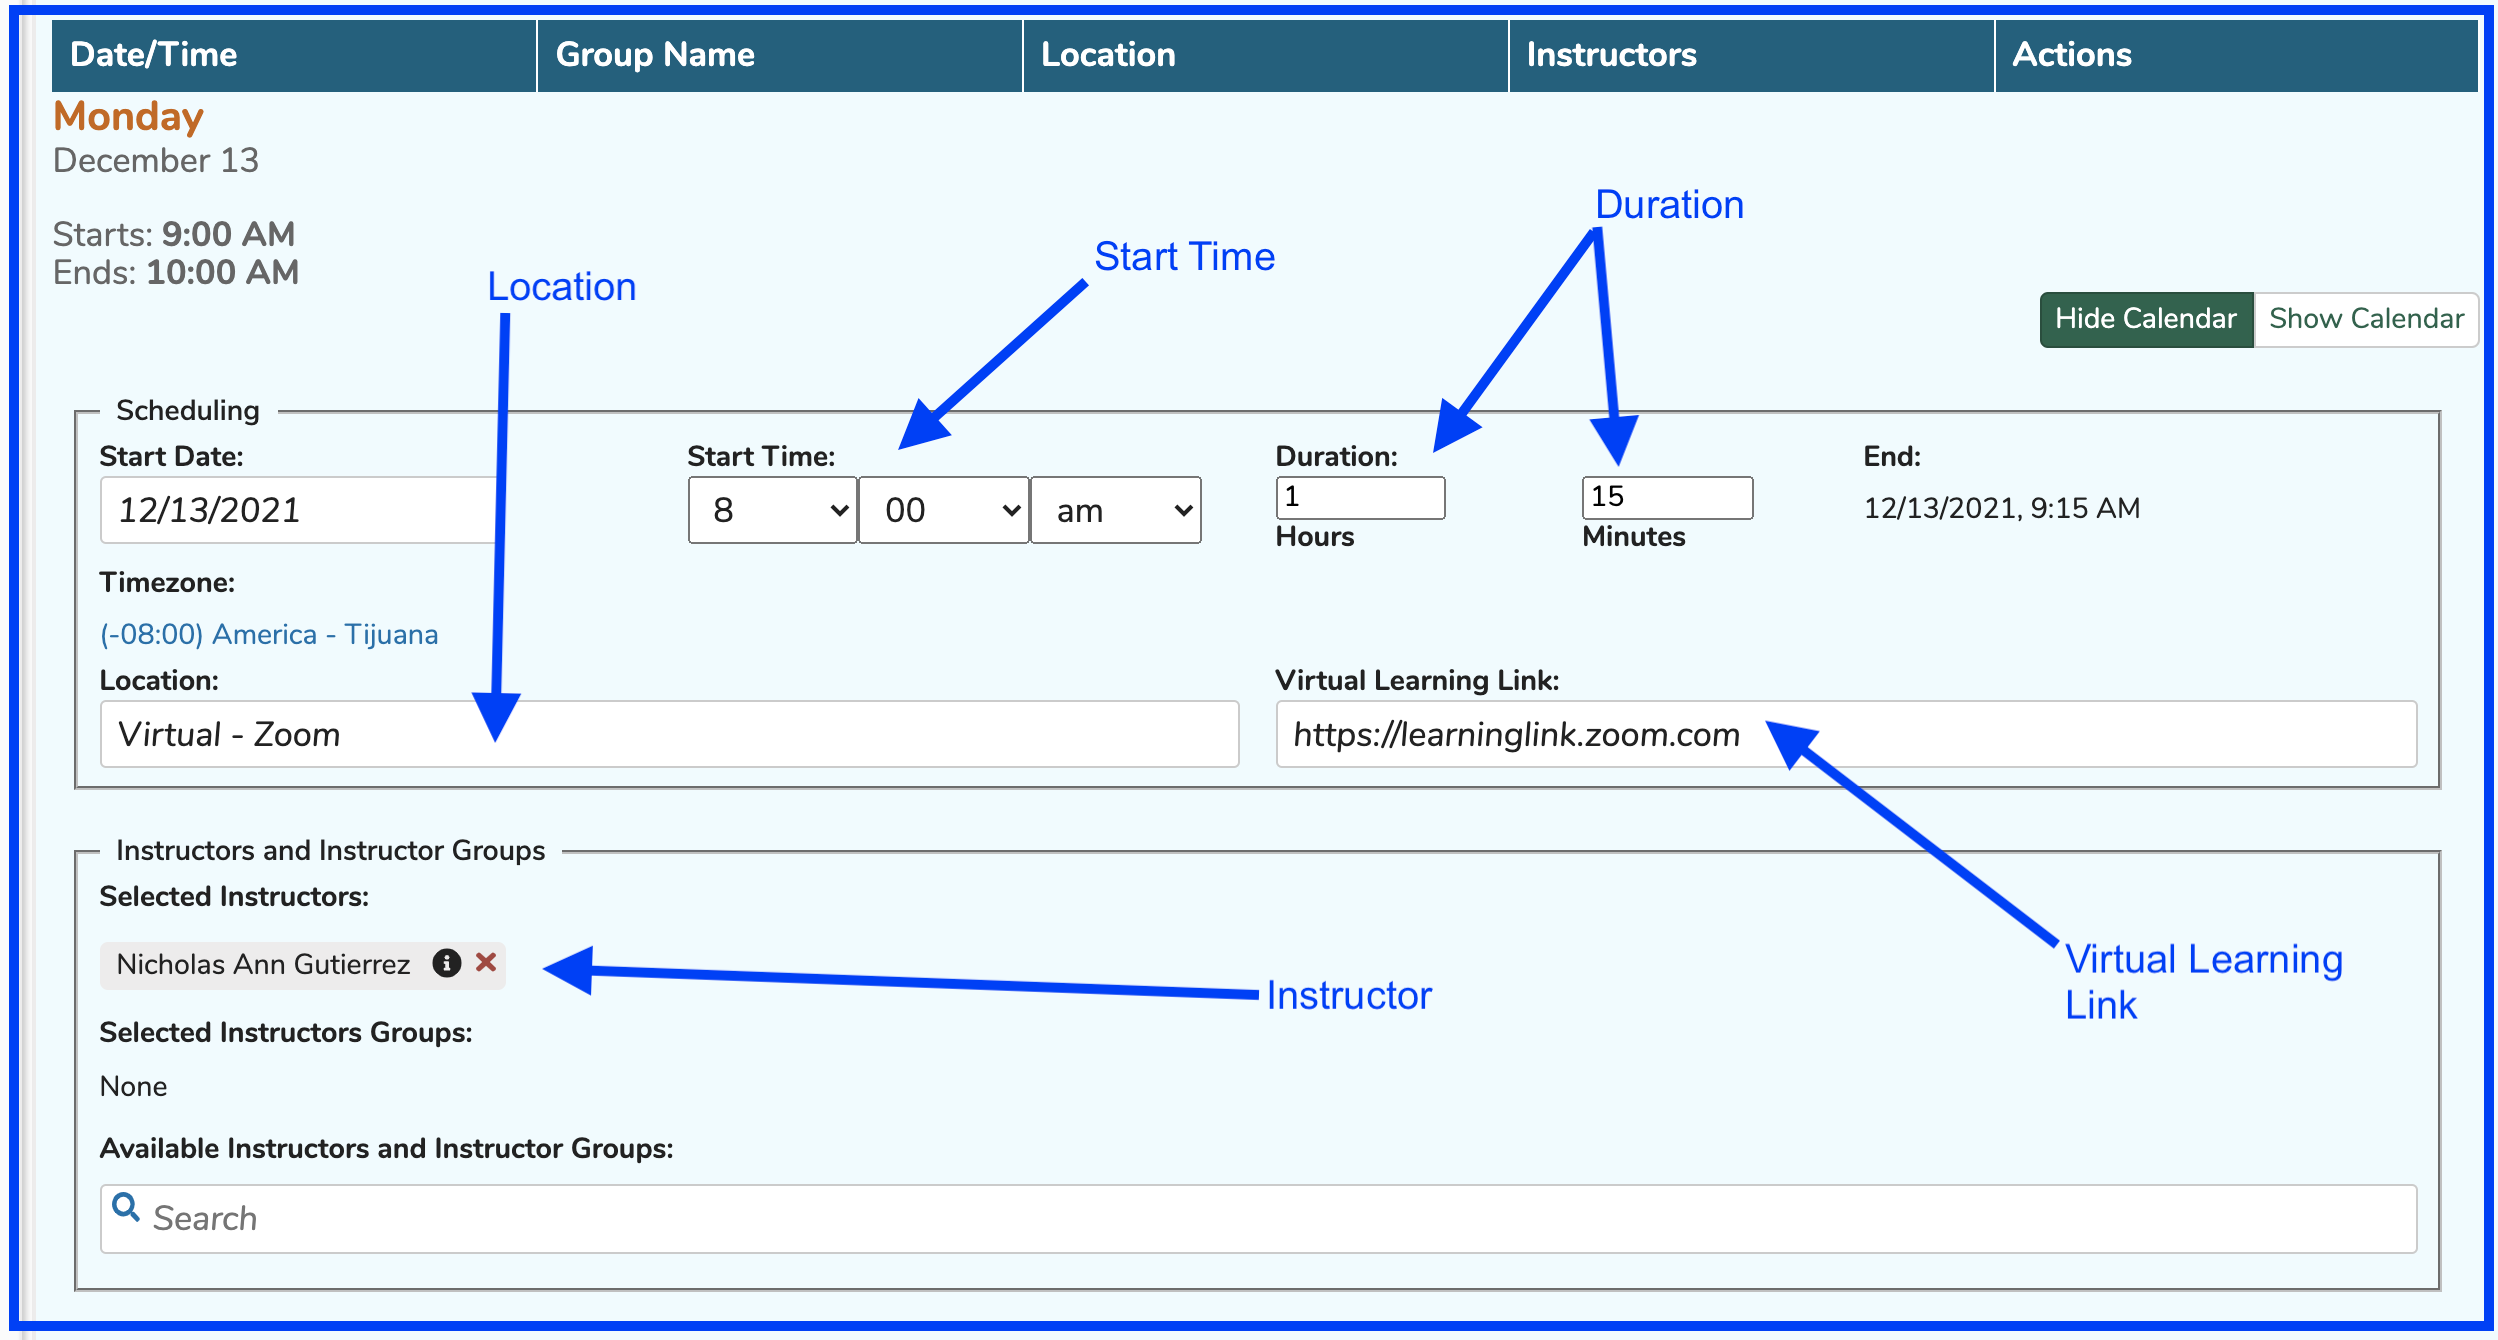 Date/Time Group Name Location Instructors Actions
Monday
December 13
Starts: 9:00 AM
Ends: 10:00 AM
Location
Start Time
Duration
Hide Calendar Show Calendar
Scheduling
Start Date: Start Time: Duration: End:
12/13/2021 8 00 am 1 15 12/13/2021, 9:15 AM
Hours Minutes
Timezone:
(-08:00) America - Tijuana
Location: Virtual Learning Link:
Virtual - Zoom https://learninglink.zoom.com
Instructors and Instructor Groups
Selected Instructors:
Nicholas Ann Gutierrez
Instructor
Virtual Learning
Link
Selected Instructors Groups:
None
Available Instructors and Instructor Groups:
Search